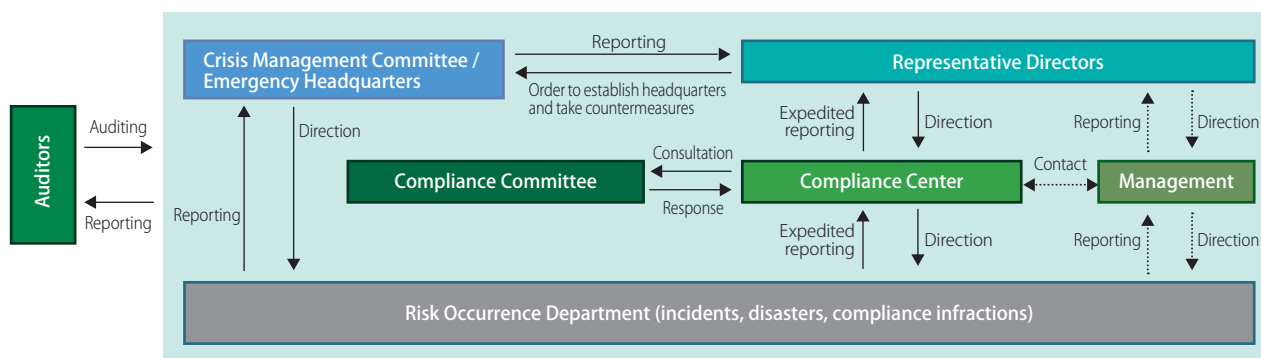 Crisis Management Committee /
Emergency Headquarters
Reporting
Order to establish headquarters
and take countermeasures
Representative Directors
Auditors
Auditing
Reporting
Reporting
Direction
Expedited
reporting
Direction
Reporting
Direction
Compliance Committee
Consultation
Response
Compliance Center
Contact
Management
Expedited
reporting
Direction
Reporting
Direction
Risk Occurrence Department (incidents, disasters, compliance infractions)